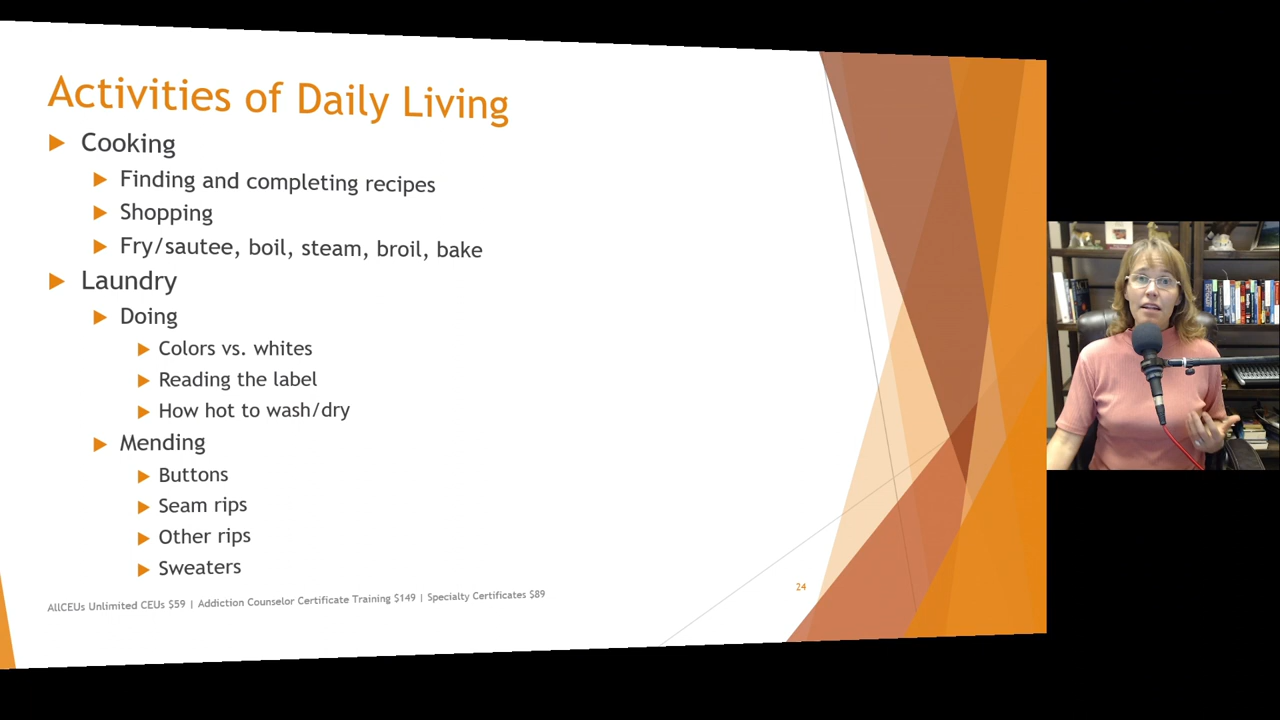 Activities of Daily Living
Cooking
Finding and completing recipes
Shopping
Fry/sautee, boil, steam, broil, bake
Laundry
Doing
Colors vs. whites
Reading the label
How hot to wash/dry
Mending
Buttons
Seam rips
Other rips
Sweaters
AllCEUs Unlimited CEUs $59 | Addiction Counselor Certificate Training $149 | Specialty Certificates $89
24